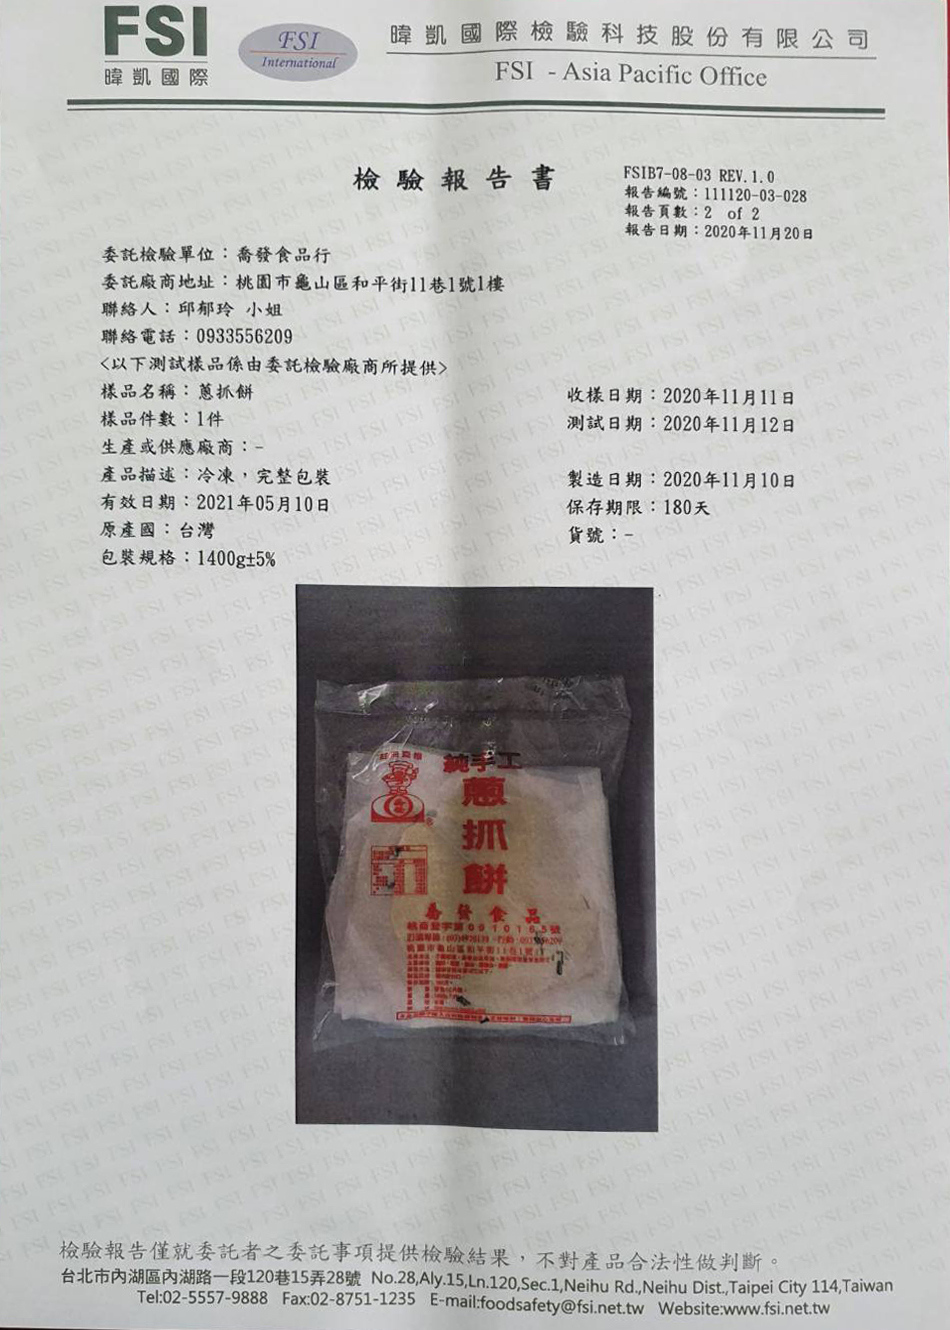 FSI
暐凱國際
FSI
International
暐凱國際檢驗科技股份有限公司
FSI - Asia Pacific Office
檢驗報告書
FSIB7-08-03 REV.1.0
報告編號：111120-03-028
報告頁數：2 of 2
報告日期：2020年11月20日
委託檢驗單位：喬發食品行
委託廠商地址：桃園市龜山區和平街11巷1號1樓
聯絡人：邱郁玲 小姐
聯絡電話：0933556209
<以下測試樣品係由委託檢驗廠商所提供>
樣品名稱：蔥抓餅
收樣日期：2020年11月11日
樣品件數：1件
測試日期：2020年11月12日
生產或供應廠商：-
產品描述：冷凍，完整包裝
製造日期：2020年11月10日
有效日期：2021年05月10日
保存期限：180天
原產國：台灣
貨號：-
包裝規格：1400g±5%
純手工
蔥
抓
餅
喬發食品
檢驗報告僅就委託者之委託事項提供檢驗結果，不對產品合法性做判斷。
台北市內湖區內湖路一段120巷15弄28號 No.28,Aly.15,Ln.120,Sec.1,Neihu Rd.,Neihu Dist.,Taipei City 114,Taiwan
Tel:02-5557-9888 Fax:02-8751-1235 E-mail:foodsafety@fsi.net.tw Website:www.fsi.net.tw